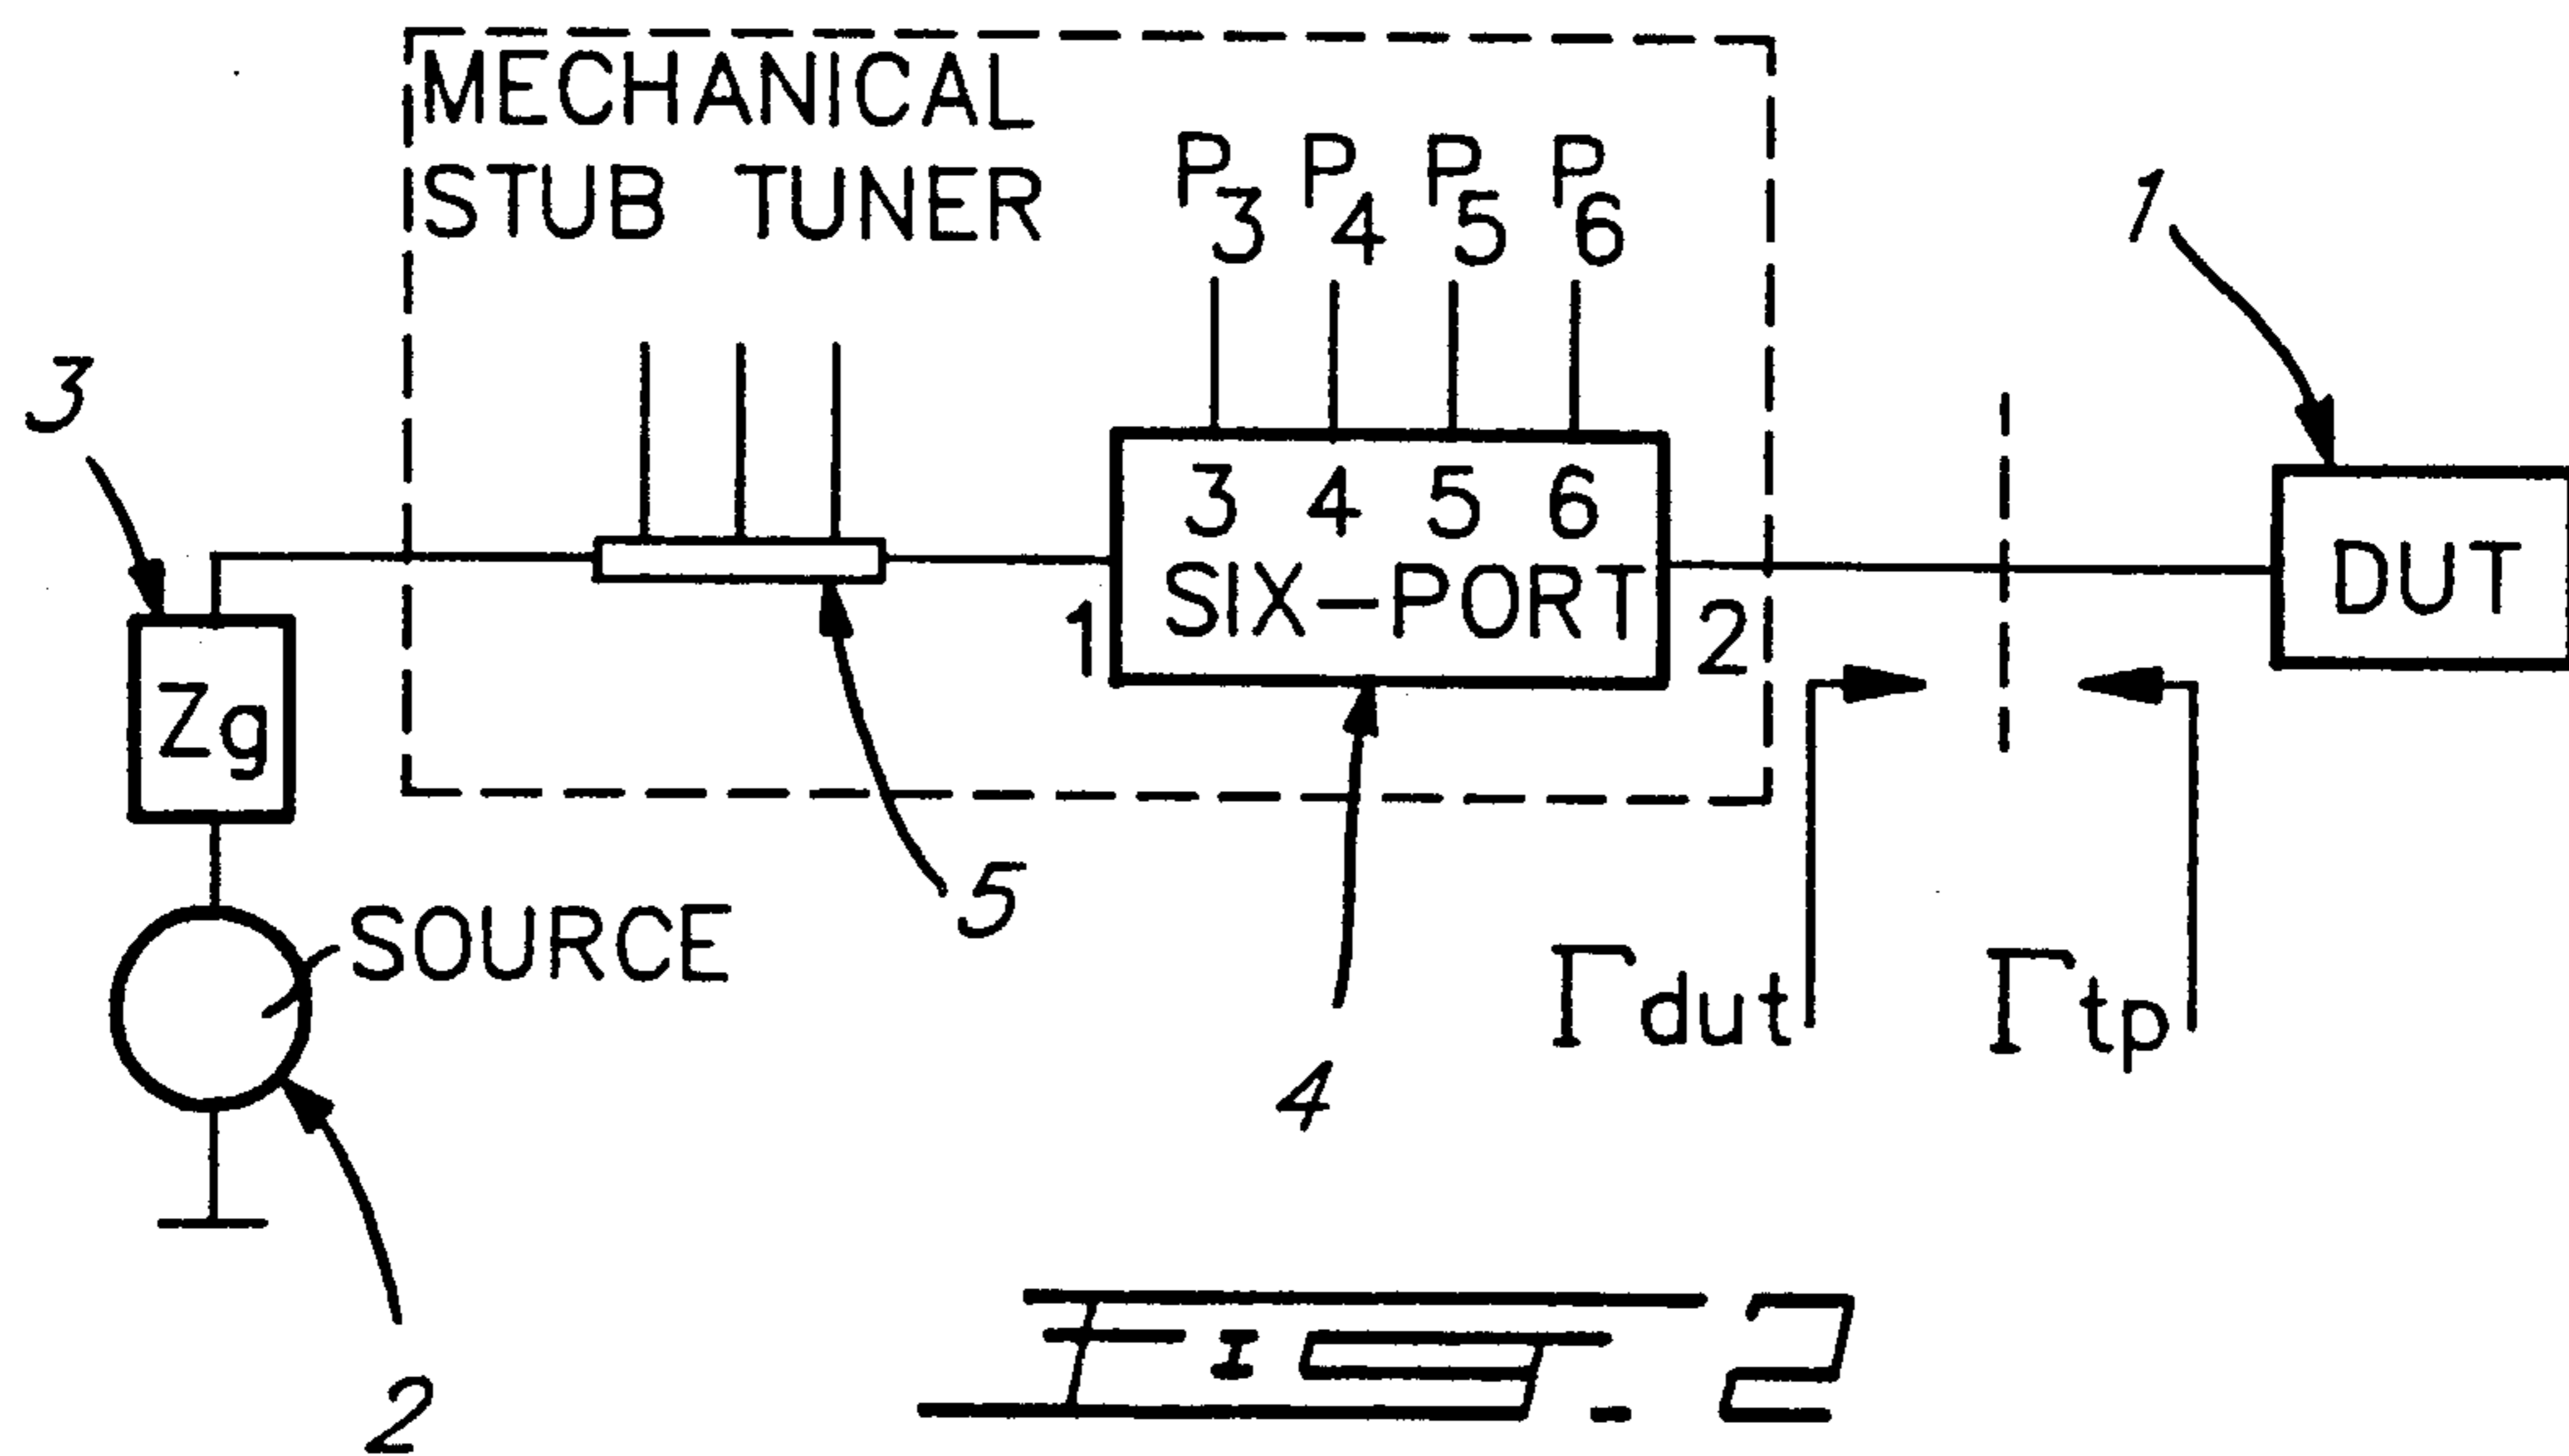 MECHANICAL
STUB TUNER
P3 P4 P5 P6
1
3
3 4 5 6
SIX-PORT
1
2
DUT
Zg
5
SOURCE
Γdut
Γtp
4
2
FIG. 2